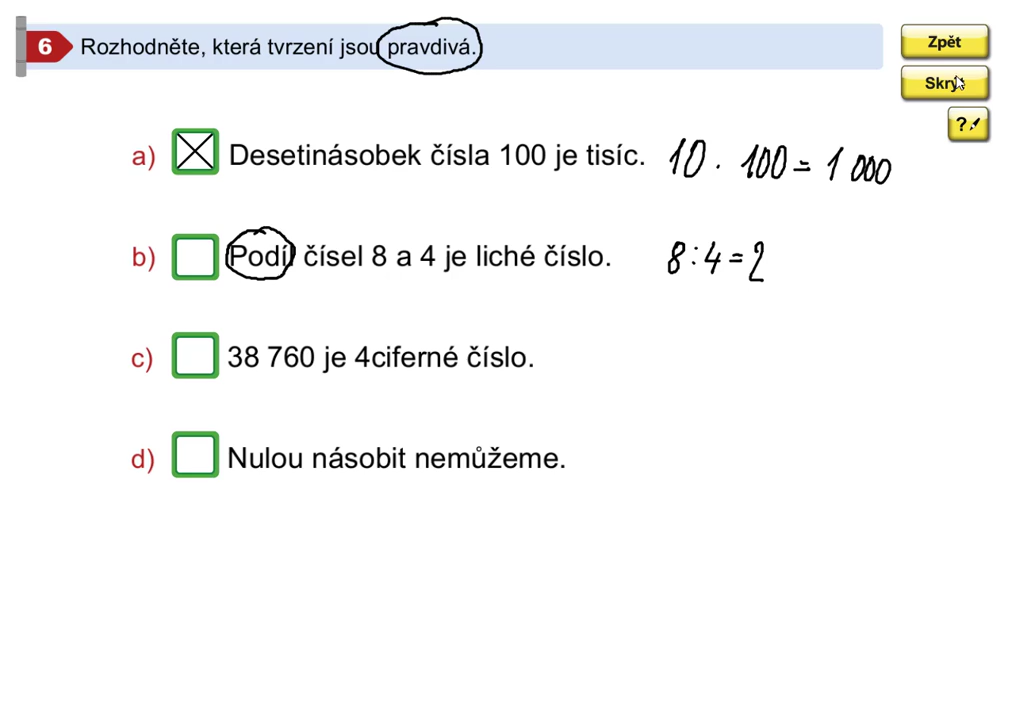 6 Rozhodněte, která tvrzení jsou pravdivá.
Zpět
Skrýt
?
a) Desetinásobek čísla 100 je tisíc. 10 · 100 = 1 000
b) Podíl čísel 8 a 4 je liché číslo. 8 : 4 = 2
c) 38 760 je 4ciferné číslo.
d) Nulou násobit nemůžeme.